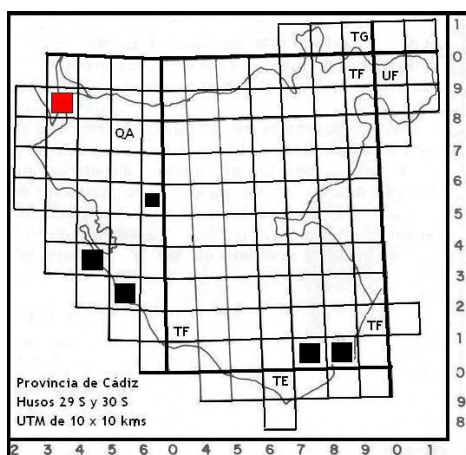 TG
1
0
TF UF
9
8
QA
7
6
5
4
3
2
TF TF
1
0
TE
Provincia de Cádiz
Husos 29 S y 30 S
9
UTM de 10 x 10 kms
8
2 3 4 5 6 0 4 5 6 7 8 9 0 1